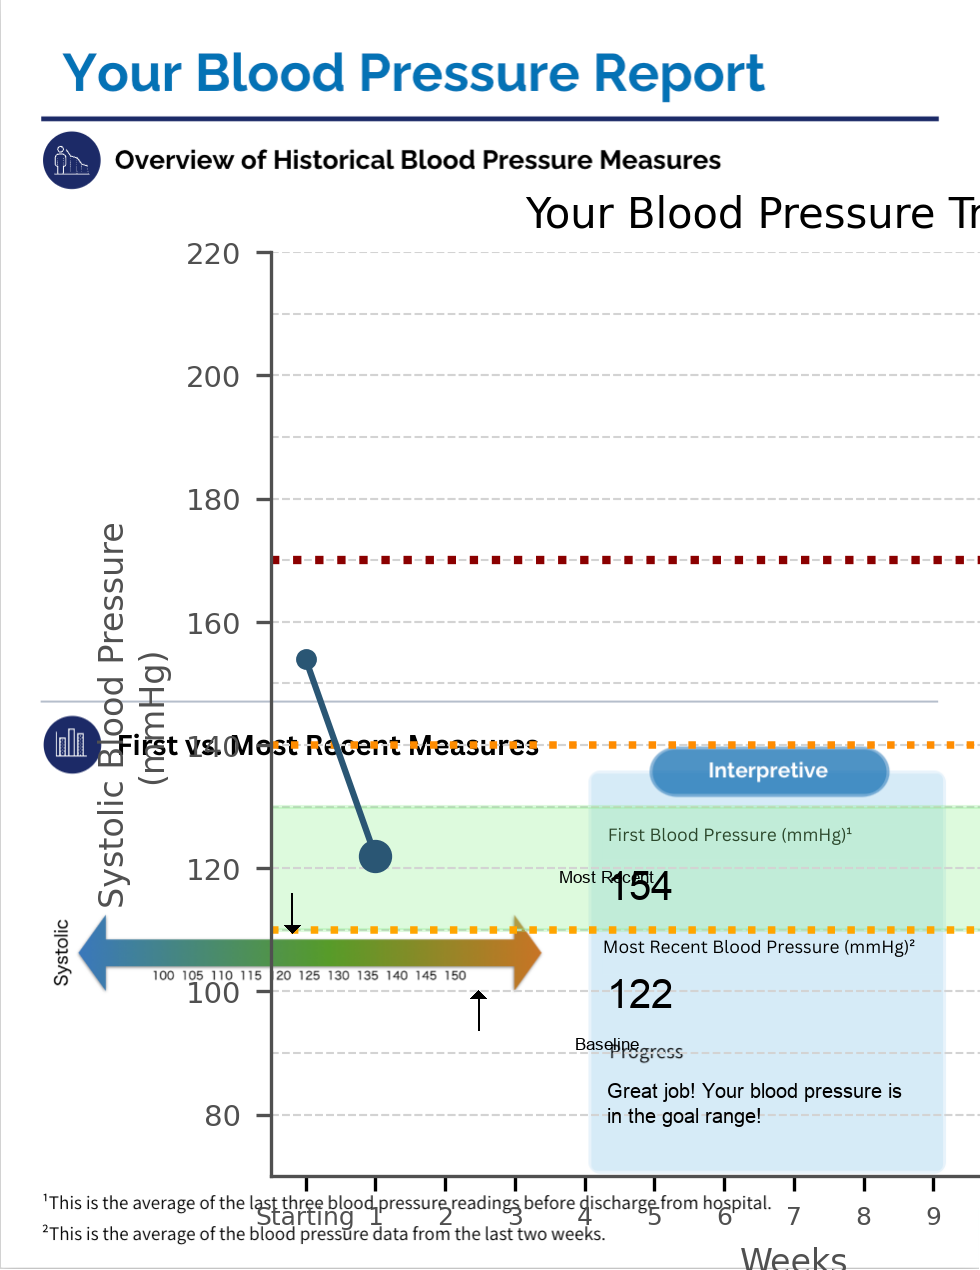 Your Blood Pressure Report
Overview of Historical Blood Pressure Measures
Your Blood Pressure Tr
220
200
180
160
140
120
100
80
Systolic Blood Pressure
(mmHg)
First vs. Most Recent Measures
Interpretive
First Blood Pressure (mmHg)¹
Most Recent
154
Most Recent Blood Pressure (mmHg)²
122
Baseline
Progress
Great job! Your blood pressure is
in the goal range!
Systolic
100 105 110 115 120 125 130 135 140 145 150
¹This is the average of the last three blood pressure readings before discharge from hospital.
Starting 1 2 3 4 5 6 7 8 9
²This is the average of the blood pressure data from the last two weeks.
Weeks